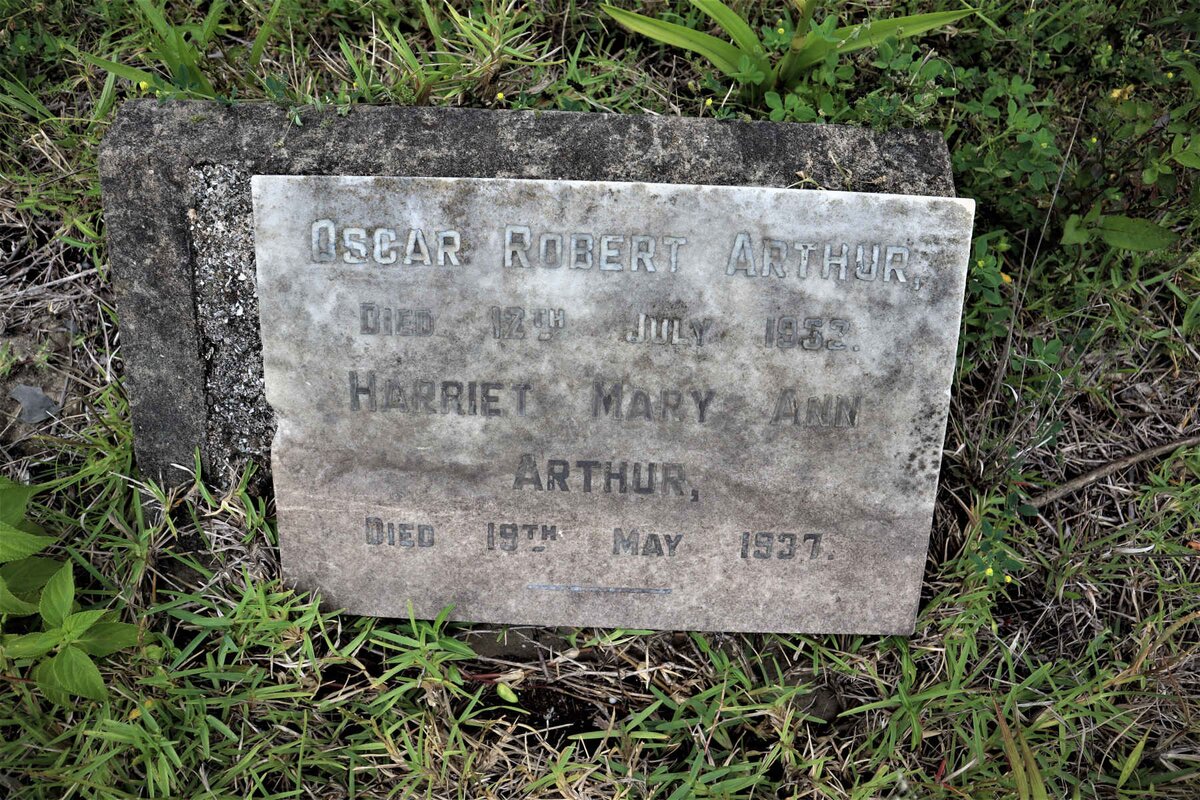 OSCAR ROBERT ARTHUR,
DIED 12TH JULY 1952.
HARRIET MARY ANN
ARTHUR,
DIED 19TH MAY 1937.